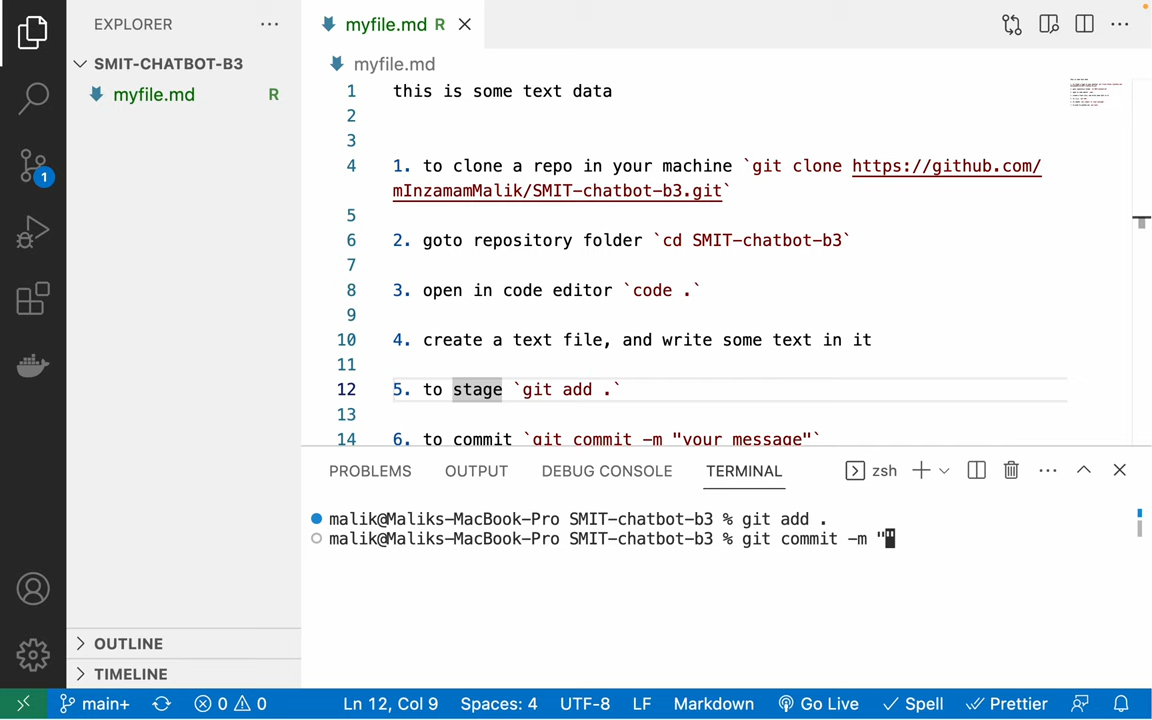 EXPLORER
SMIT-CHATBOT-B3
myfile.md R
1
myfile.md R
myfile.md
1 this is some text data
2
3
4 1. to clone a repo in your machine `git clone https://github.com/
mInzamamMalik/SMIT-chatbot-b3.git`
5
6 2. goto repository folder `cd SMIT-chatbot-b3`
7
8 3. open in code editor `code .`
9
10 4. create a text file, and write some text in it
11
12 5. to stage `git add .`
13
14 6. to commit `git commit -m "your message"`
PROBLEMS OUTPUT DEBUG CONSOLE TERMINAL zsh
malik@Maliks-MacBook-Pro SMIT-chatbot-b3 % git add .
malik@Maliks-MacBook-Pro SMIT-chatbot-b3 % git commit -m ""
OUTLINE
TIMELINE
main+ 0 0 Ln 12, Col 9 Spaces: 4 UTF-8 LF Markdown Go Live Spell Prettier